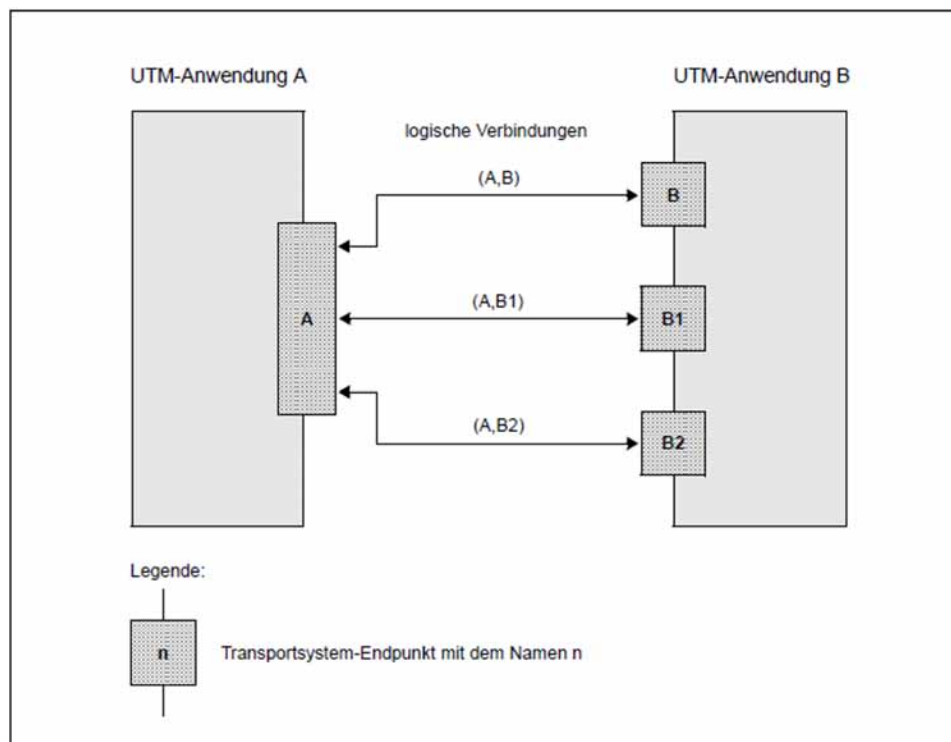 UTM-Anwendung A
UTM-Anwendung B
logische Verbindungen
(A,B)
B
(A,B1)
A
B1
(A,B2)
B2
Legende:
n
Transportsystem-Endpunkt mit dem Namen n